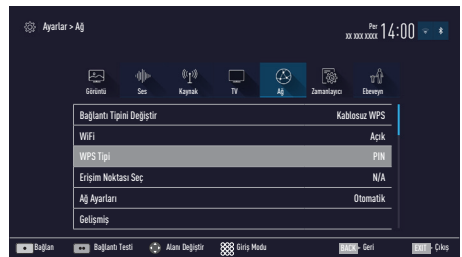 Ayarlar > Ağ
Per
xx xxx xxxx 14:00
Görüntü Ses Kaynak TV Ağ Zamanlayıcı Ebeveyn
Bağlantı Tipini Değiştir Kablosuz WPS
WiFi Açık
WPS Tipi PIN
Erişim Noktası Seç N/A
Ağ Ayarları Otomatik
Gelişmiş
Bağlan Bağlantı Testi Alanı Değiştir Giriş Modu BACK - Geri EXIT - Çıkış